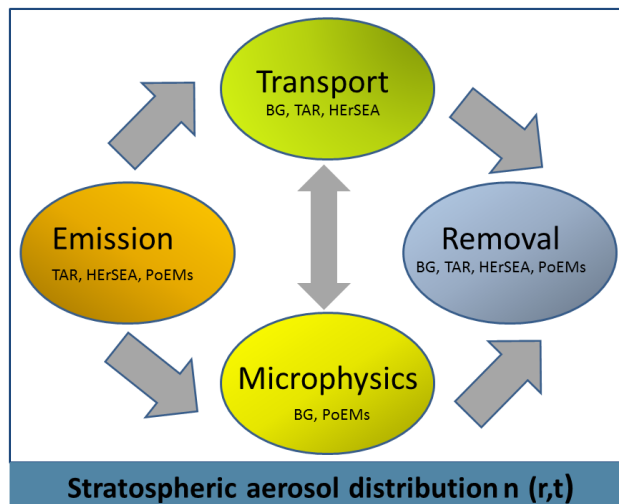 Transport
BG, TAR, HErSEA
Emission
TAR, HErSEA, PoEMs
Removal
BG, TAR, HErSEA, PoEMs
Microphysics
BG, PoEMs
Stratospheric aerosol distribution n (r,t)